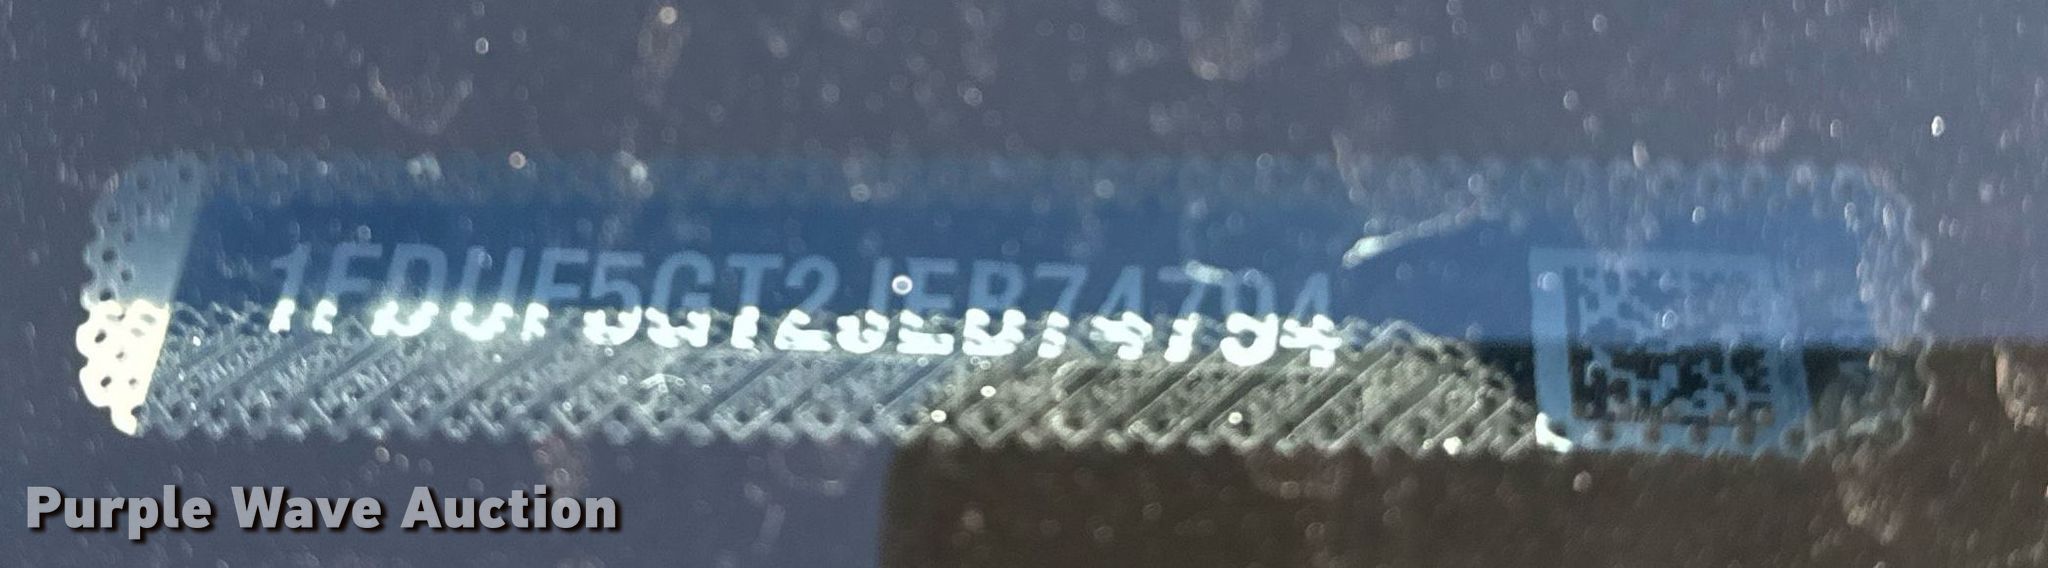 1FDUF5GT2JEB74794
Purple Wave Auction